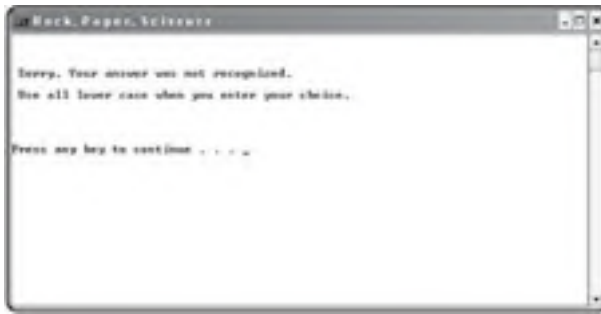 Rock, Paper, Scissors
Sorry. Your answer was not recognized.
Use all lower case when you enter your choice.
Press any key to continue . . . _